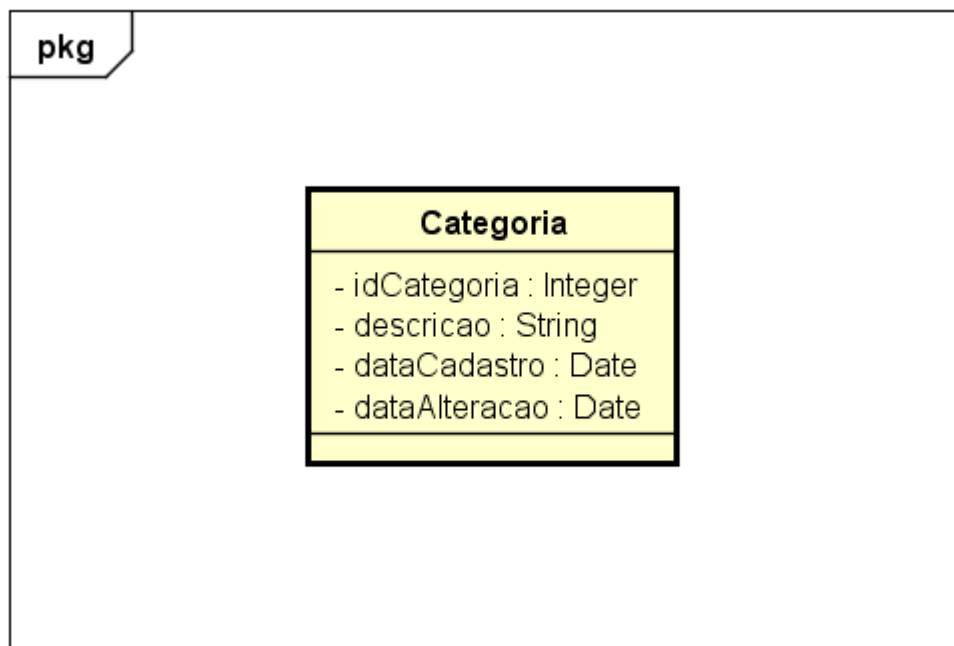 pkg
Categoria
- idCategoria : Integer
- descricao : String
- dataCadastro : Date
- dataAlteracao : Date